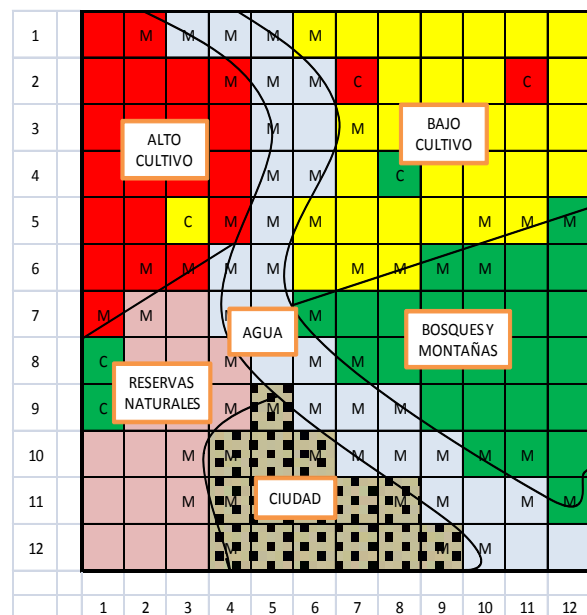 1 M M M M M
2 M M M C C
3 M M M
ALTO
CULTIVO
BAJO
CULTIVO
4 M M C
5 C M M M M M M
6 M M M M M M M M
7 M M M M
AGUA
BOSQUES Y
MONTAÑAS
8 C M M M
RESERVAS
NATURALES
9 C M M M M M
10 M M M M M M M M
11 M M M M M M
CIUDAD
12 M M M
1 2 3 4 5 6 7 8 9 10 11 12